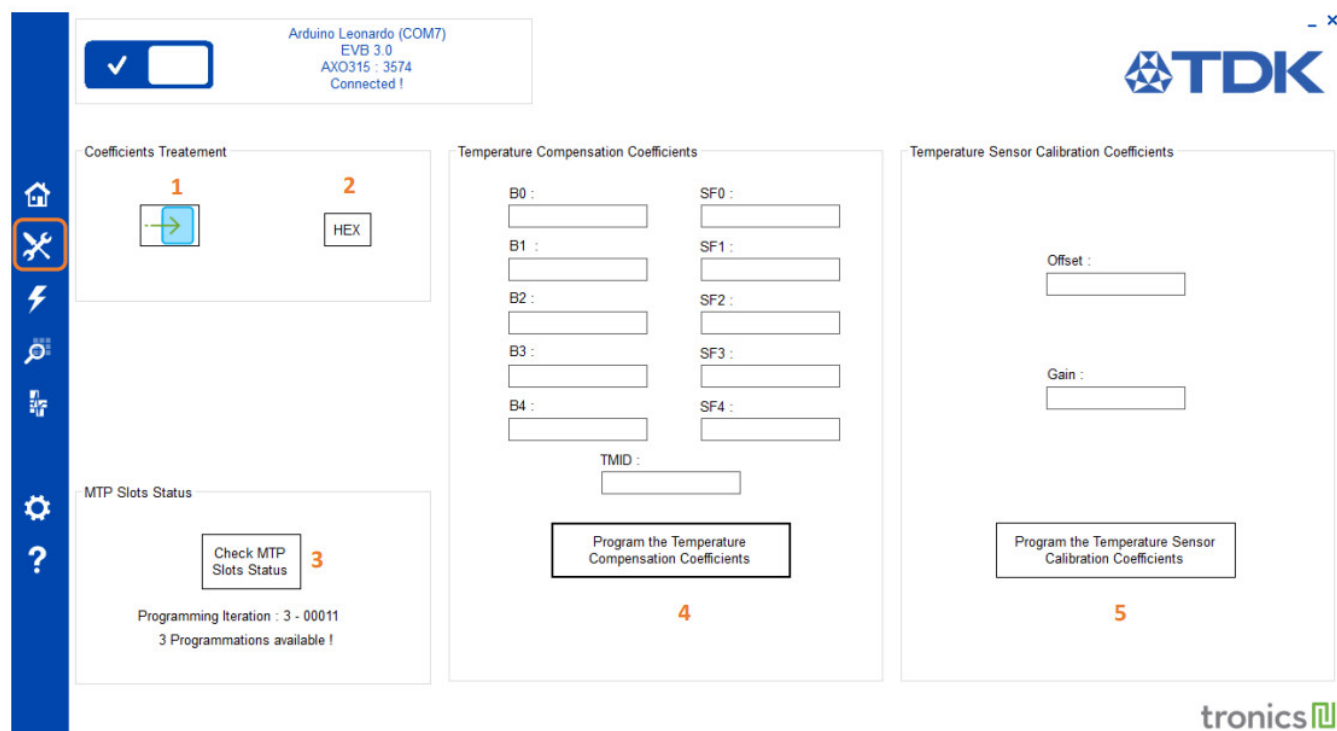 Arduino Leonardo (COM7)
EVB 3.0
AXO315 : 3574
Connected !
TDK
Coefficients Treatement
1
2
HEX
MTP Slots Status
Check MTP
Slots Status
3
Programming Iteration : 3 - 00011
3 Programmations available !
Temperature Compensation Coefficients
B0 :
SF0 :
B1 :
SF1 :
B2 :
SF2 :
B3 :
SF3 :
B4 :
SF4 :
TMID :
Program the Temperature
Compensation Coefficients
4
Temperature Sensor Calibration Coefficients
Offset :
Gain :
Program the Temperature Sensor
Calibration Coefficients
5
?
tronics